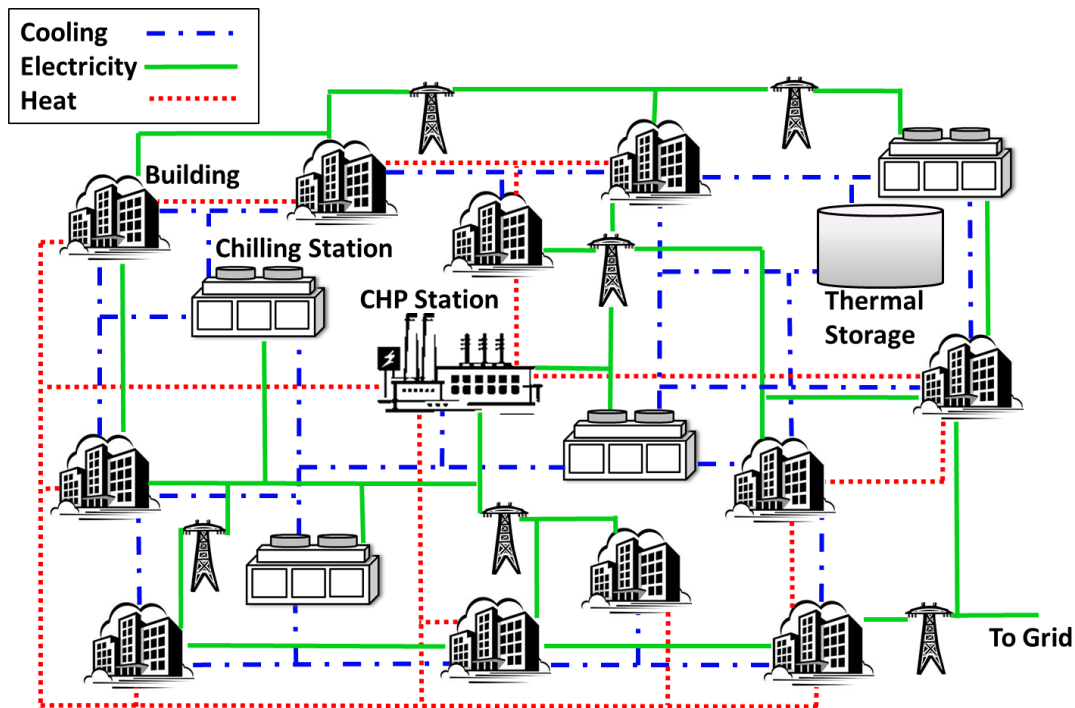 Cooling
Electricity
Heat
Building
Chilling Station
CHP Station
Thermal
Storage
To Grid